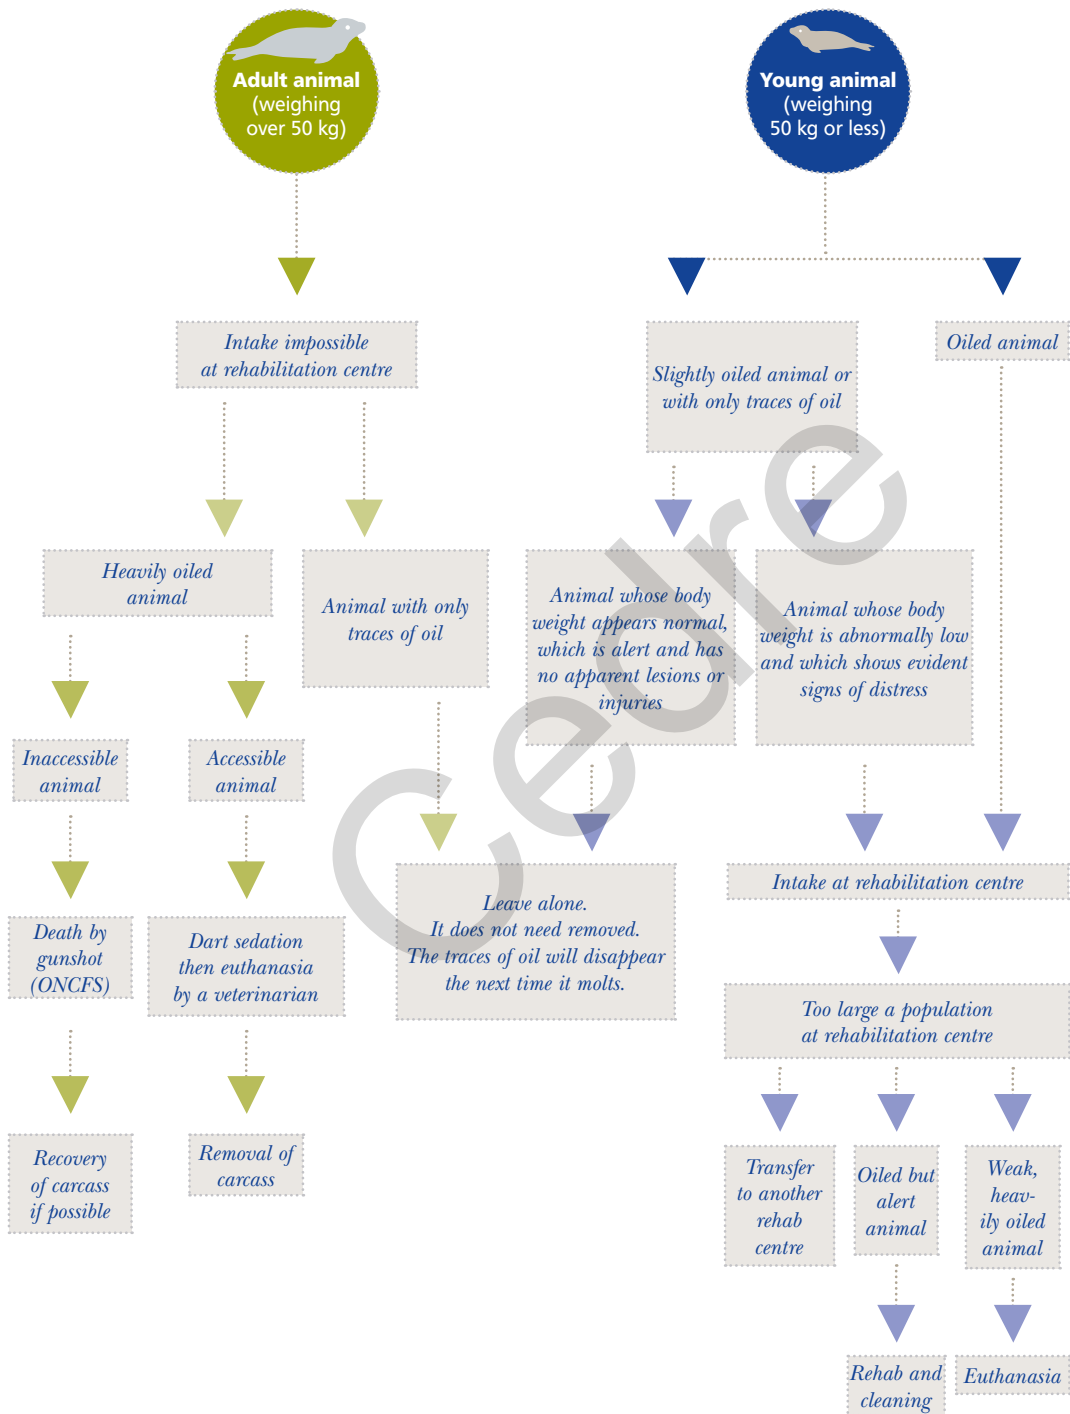 Adult animal
(weighing
over 50 kg)
Young animal
(weighing
50 kg or less)
Intake impossible
at rehabilitation centre
Slightly oiled animal or
with only traces of oil
Oiled animal
Heavily oiled
animal
Animal with only
traces of oil
Animal whose body
weight appears normal,
which is alert and has
no apparent lesions or
injuries
Animal whose body
weight is abnormally low
and which shows evident
signs of distress
Inaccessible
animal
Accessible
animal
Leave alone.
It does not need removed.
The traces of oil will disappear
the next time it molts.
Intake at rehabilitation centre
Death by
gunshot
(ONCFS)
Dart sedation
then euthanasia
by a veterinarian
Too large a population
at rehabilitation centre
Recovery
of carcass
if possible
Removal of
carcass
Transfer
to another
rehab
centre
Oiled but
alert
animal
Weak,
heav-
ily oiled
animal
Rehab and
cleaning
Euthanasia
Cedre